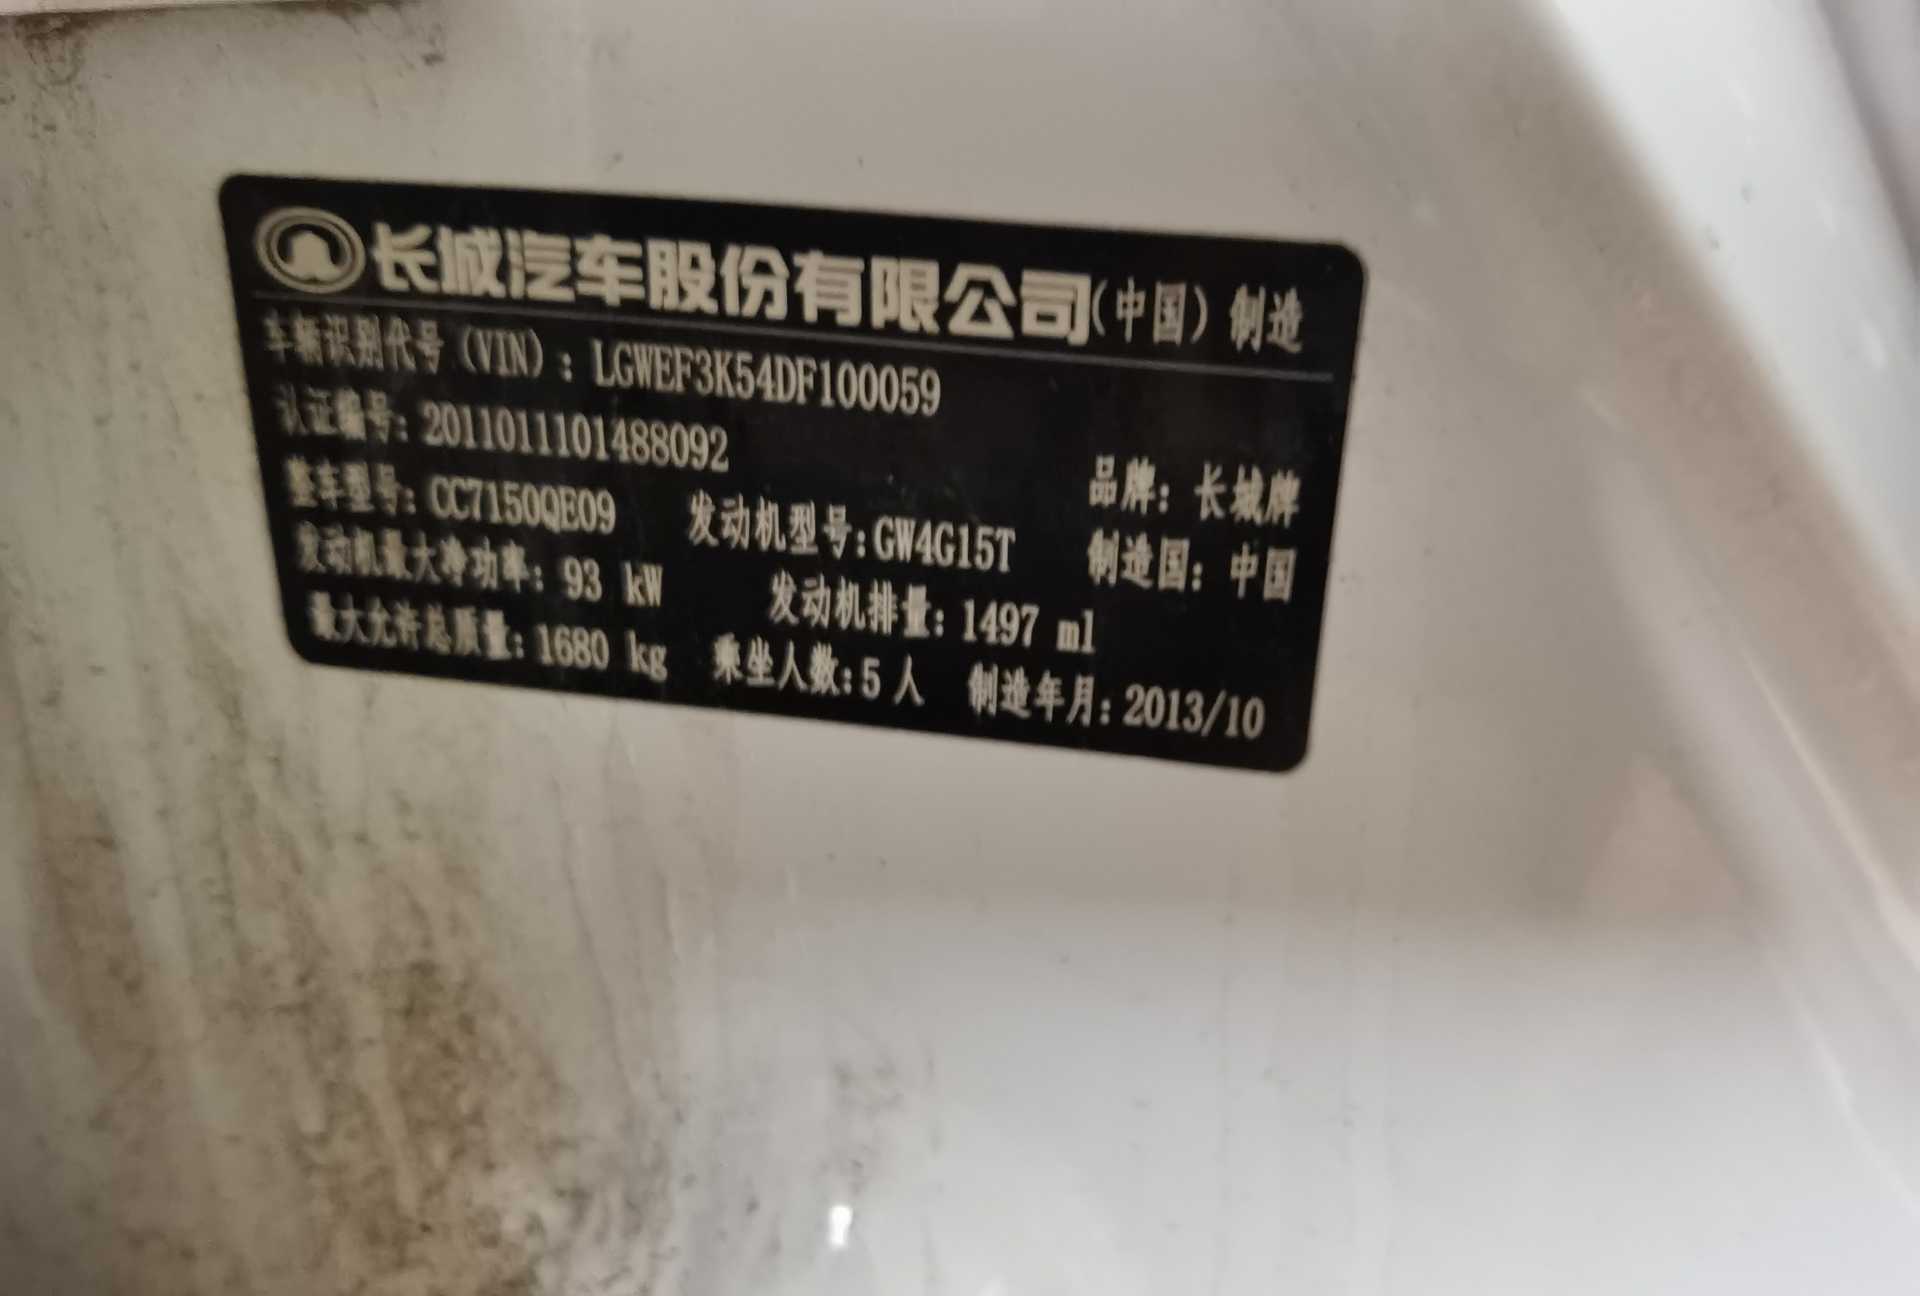 长城汽车股份有限公司(中国)制造
车辆识别代号(VIN): LGWEF3K54DF100059
认证编号: 2011011101488092 品牌: 长城牌
整车型号: CC7150QE09 发动机型号:GW4G15T 制造国: 中国
发动机最大净功率: 93 kW 发动机排量: 1497 ml
最大允许总质量: 1680 kg 乘坐人数:5 人 制造年月: 2013/10